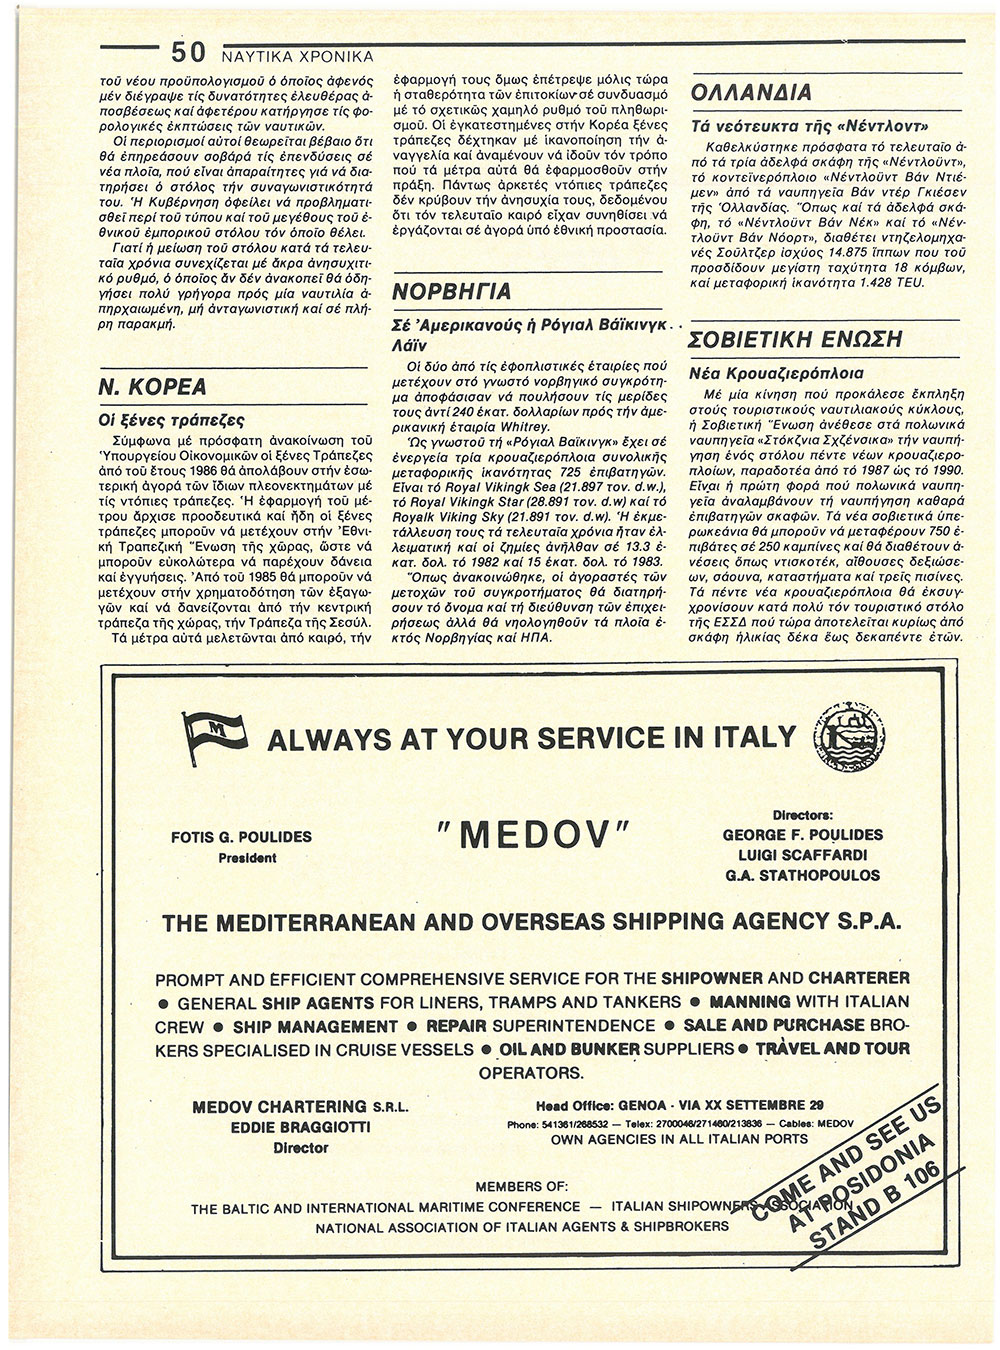 50 ΝΑΥΤΙΚΑ ΧΡΟΝΙΚΑ
τοῦ νέου προϋπολογισμοῦ ὁ ὁποῖος ἀφενός
μέν διέγραψε τίς δυνατότητες ἐλευθέρας ἀ-
ποσβέσεως καί ἀφετέρου κατήργησε τίς φο-
ρολογικές ἐκπτώσεις τῶν ναυτικῶν.
Οἱ περιορισμοί αὐτοί θεωρεῖται βέβαιο ὅτι
θά ἐπηρεάσουν σοβαρά τίς ἐπενδύσεις σέ
νέα πλοῖα, πού εἶναι ἀπαραίτητες γιά νά δια-
τηρήσει ὁ στόλος τήν συναγωνιστικότητά
του. Ἡ Κυβέρνηση ὀφείλει νά προβληματι-
σθεῖ περί τοῦ τύπου καί τοῦ μεγέθους τοῦ ἐ-
θνικοῦ ἐμπορικοῦ στόλου τόν ὁποῖο θέλει.
Γιατί ἡ μείωση τοῦ στόλου κατά τά τελευ-
ταῖα χρόνια συνεχίζεται μέ ἄκρα ἀνησυχιτι-
κό ρυθμό, ὁ ὁποῖος ἄν δέν ἀνακοπεῖ θά ὁδη-
γήσει πολύ γρήγορα πρός μία ναυτιλία ἀ-
πηρχαιωμένη, μή ἀνταγωνιστική καί σέ πλή-
ρη παρακμή.
Ν. ΚΟΡΕΑ
Οἱ ξένες τράπεζες
Σύμφωνα μέ πρόσφατη ἀνακοίνωση τοῦ
Ὑπουργείου Οἰκονομικῶν οἱ ξένες Τράπεζες
ἀπό τοῦ ἔτους 1986 θά ἀπολάβουν στήν ἐσω-
τερική ἀγορά τῶν ἴδιων πλεονεκτημάτων μέ
τίς ντόπιες τράπεζες. Ἡ ἐφαρμογή τοῦ μέ-
τρου ἄρχισε προοδευτικά καί ἤδη οἱ ξένες
τράπεζες μποροῦν νά μετέχουν στήν Ἐθνι-
κή Τραπεζική Ἕνωση τῆς χῶρας, ὥστε νά
μποροῦν εὐκολώτερα νά παρέχουν δάνεια
καί ἐγγυήσεις. Ἀπό τοῦ 1985 θά μποροῦν νά
μετέχουν στήν χρηματοδότηση τῶν ἐξαγω-
γῶν καί νά δανείζονται ἀπό τήν κεντρική
τράπεζα τῆς χώρας, τήν Τράπεζα τῆς Σεσύλ.
Τά μέτρα αὐτά μελετῶνται ἀπό καιρό, τήν
ἐφαρμογή τους ὅμως ἐπέτρεψε μόλις τώρα
ἡ σταθερότητα τῶν ἐπιτοκίων σέ συνδυασμό
μέ τό σχετικῶς χαμηλό ρυθμό τοῦ πληθωρι-
σμοῦ. Οἱ ἐγκατεστημένες στήν Κορέα ξένες
τράπεζες δέχτηκαν μέ ἱκανοποίηση τήν ἀ-
ναγγελία καί ἀναμένουν νά ἰδοῦν τόν τρόπο
πού τά μέτρα αὐτά θά ἐφαρμοσθοῦν στήν
πράξη. Πάντως ἀρκετές ντόπιες τράπεζες
δέν κρύβουν τήν ἀνησυχία τους, δεδομένου
ὅτι τόν τελευταῖο καιρό εἶχαν συνηθίσει νά
ἐργάζονται σέ ἀγορά ὑπό ἐθνική προστασία.
ΝΟΡΒΗΓΙΑ
Σέ Ἀμερικανούς ἡ Ρόγιαλ Βάϊκινγκ
Λάϊν
Οἱ δύο ἀπό τίς ἐφοπλιστικές ἑταιρίες πού
μετέχουν στό γνωστό νορβηγικό συγκρότη-
μα ἀποφάσισαν νά πουλήσουν τίς μερίδες
τους ἀντί 240 ἑκατ. δολλαρίων πρός τήν ἀμε-
ρικανική ἑταιρία Whitrey.
Ὡς γνωστοῦ τή «Ρόγιαλ Βαϊκινγκ» ἔχει σέ
ἐνεργεία τρία κρουαζιερόπλοια συνολικῆς
μεταφορικῆς ἱκανότητας 725 ἐπιβατηγῶν.
Εἶναι τό Royal Vikingk Sea (21.897 τον. d.w.),
τό Royal Vikingk Star (28.891 τον. d.w) καί τό
Royalk Viking Sky (21.891 τον. d.w). Ἡ ἐκμε-
τάλλευση τους τά τελευταῖα χρόνια ἦταν ἐλ-
λειματική καί οἱ ζημίες ἀνῆλθαν σέ 13.3 ἑ-
κατ. δολ. τό 1982 καί 15 ἑκατ. δολ. τό 1983.
Ὅπως ἀνακοινώθηκε, οἱ ἀγοραστές τῶν
μετοχῶν τοῦ συγκροτήματος θά διατηρή-
σουν τό ὄνομα καί τή διεύθυνση τῶν ἐπιχει-
ρήσεως ἀλλά θά νηολογηθοῦν τά πλοῖα ἐ-
κτός Νορβηγίας καί ΗΠΑ.
ΟΛΛΑΝΔΙΑ
Τά νεότευκτα τῆς «Νέντλοντ»
Καθελκύστηκε πρόσφατα τό τελευταῖο ἀ-
πό τά τρία ἀδελφά σκάφη τῆς «Νέντλοῦντ»,
τό κοντεϊνερόπλοιο «Νέντλοῦντ Βάν Ντιέ-
μεν» ἀπό τά ναυπηγεῖα Βάν ντέρ Γκιέσεν
τῆς Ὁλλανδίας. Ὅπως καί τά ἀδελφά σκά-
φη, τό «Νέντλοῦντ Βάν Νέκ» καί τό «Νέν-
τλοῦντ Βάν Νόορτ», διαθέτει ντηζελομηχα-
νές Σοῦλτζερ ἰσχύος 14.875 ἵππων που τοῦ
προσδίδουν μεγίστη ταχύτητα 18 κόμβων,
καί μεταφορική ἱκανότητα 1.428 TEU.
ΣΟΒΙΕΤΙΚΗ ΕΝΩΣΗ
Νέα Κρουαζιερόπλοια
Μέ μία κίνηση πού προκάλεσε ἔκπληξη
στούς τουριστικούς ναυτιλιακούς κύκλους,
ἡ Σοβιετική Ἕνωση ἀνέθεσε στά πολωνικά
ναυπηγεῖα «Στόκζνια Σχζένσικα» τήν ναυπή-
γηση ἑνός στόλου πέντε νέων κρουαζιερο-
πλοίων, παραδοτέα ἀπό τό 1987 ὡς τό 1990.
Εἶναι ἡ πρώτη φορά πού πολωνικά ναυπη-
γεῖα ἀναλαμβάνουν τή ναυπήγηση καθαρά
ἐπιβατηγῶν σκαφῶν. Τά νέα σοβιετικά ὑπε-
ρωκεάνια θά μποροῦν νά μεταφέρουν 750 ἐ-
πιβάτες σέ 250 καμπίνες καί θά διαθέτουν ἀ-
νέσεις ὅπως ντισκοτέκ, αἴθουσες δεξιώσε-
ων, σάουνα, καταστήματα καί τρεῖς πισίνες.
Τά πέντε νέα κρουαζιερόπλοια θά ἐκσυγ-
χρονίσουν κατά πολύ τόν τουριστικό στόλο
τῆς ΕΣΣΔ πού τώρα ἀποτελεῖται κυρίως ἀπό
σκάφη ἡλικίας δέκα ἕως δεκαπέντε ἐτῶν.
M
ALWAYS AT YOUR SERVICE IN ITALY
FOTIS G. POULIDES
President
"MEDOV"
Directors:
GEORGE F. POULIDES
LUIGI SCAFFARDI
G.A. STATHOPOULOS
THE MEDITERRANEAN AND OVERSEAS SHIPPING AGENCY S.P.A.
PROMPT AND EFFICIENT COMPREHENSIVE SERVICE FOR THE SHIPOWNER AND CHARTERER
● GENERAL SHIP AGENTS FOR LINERS, TRAMPS AND TANKERS ● MANNING WITH ITALIAN
CREW ● SHIP MANAGEMENT ● REPAIR SUPERINTENDENCE ● SALE AND PURCHASE BRO-
KERS SPECIALISED IN CRUISE VESSELS ● OIL AND BUNKER SUPPLIERS ● TRAVEL AND TOUR
OPERATORS.
MEDOV CHARTERING S.R.L.
EDDIE BRAGGIOTTI
Director
Head Office: GENOA - VIA XX SETTEMBRE 29
Phone: 541361/268532 — Telex: 2700046/271460/213836 — Cables: MEDOV
OWN AGENCIES IN ALL ITALIAN PORTS
MEMBERS OF:
THE BALTIC AND INTERNATIONAL MARITIME CONFERENCE — ITALIAN SHIPOWNERS ASSOCIATION
NATIONAL ASSOCIATION OF ITALIAN AGENTS & SHIPBROKERS
COME AND SEE US
AT POSIDONIA
STAND B 106